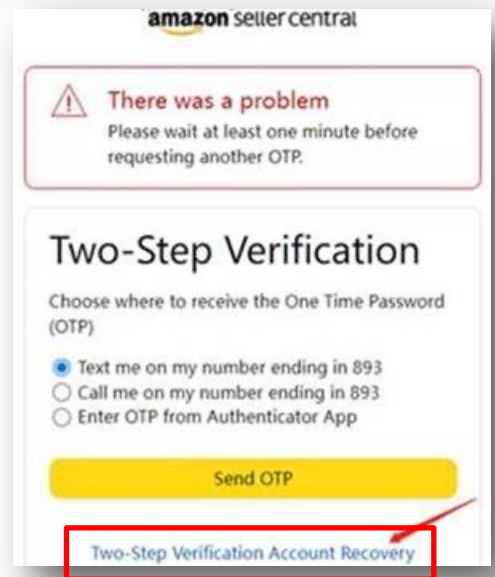 amazon seller central
There was a problem
Please wait at least one minute before
requesting another OTP.
Two-Step Verification
Choose where to receive the One Time Password
(OTP)
Text me on my number ending in 893
Call me on my number ending in 893
Enter OTP from Authenticator App
Send OTP
Two-Step Verification Account Recovery